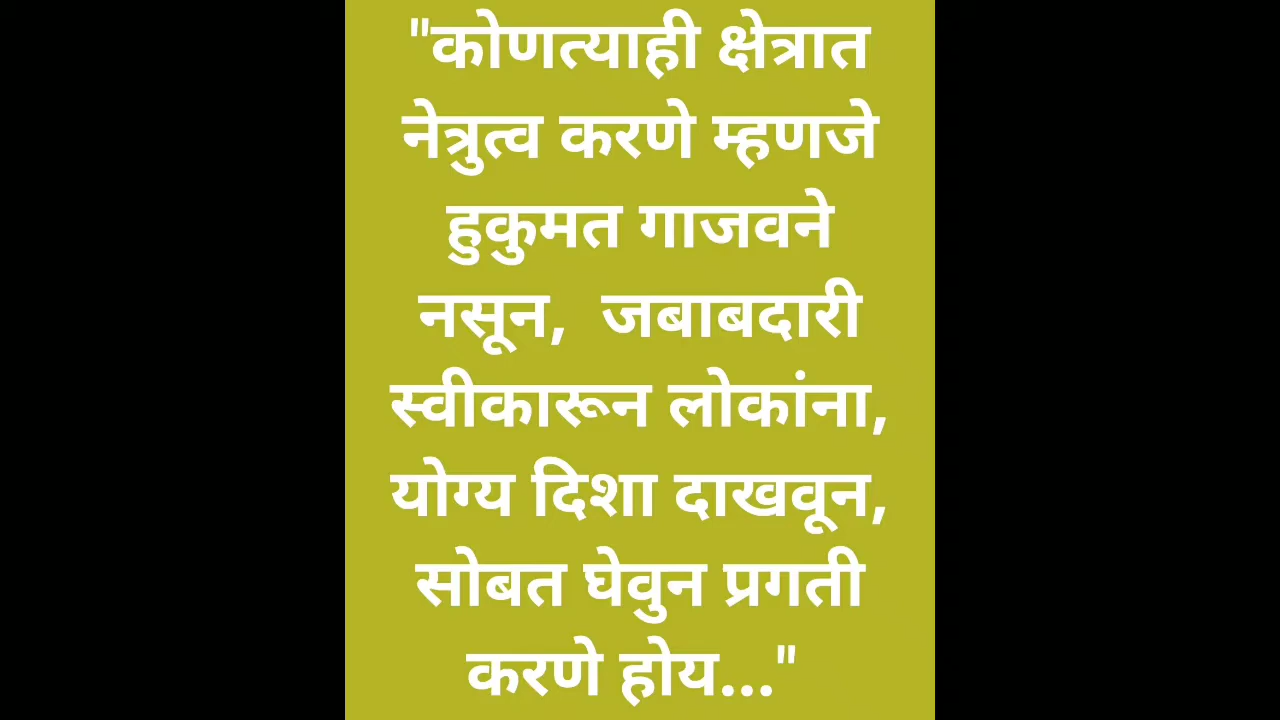 "कोणत्याही क्षेत्रात
नेत्रुत्व करणे म्हणजे
हुकुमत गाजवने
नसून,  जबाबदारी
स्वीकारून लोकांना,
योग्य दिशा दाखवून,
सोबत घेवुन प्रगती
करणे होय..."